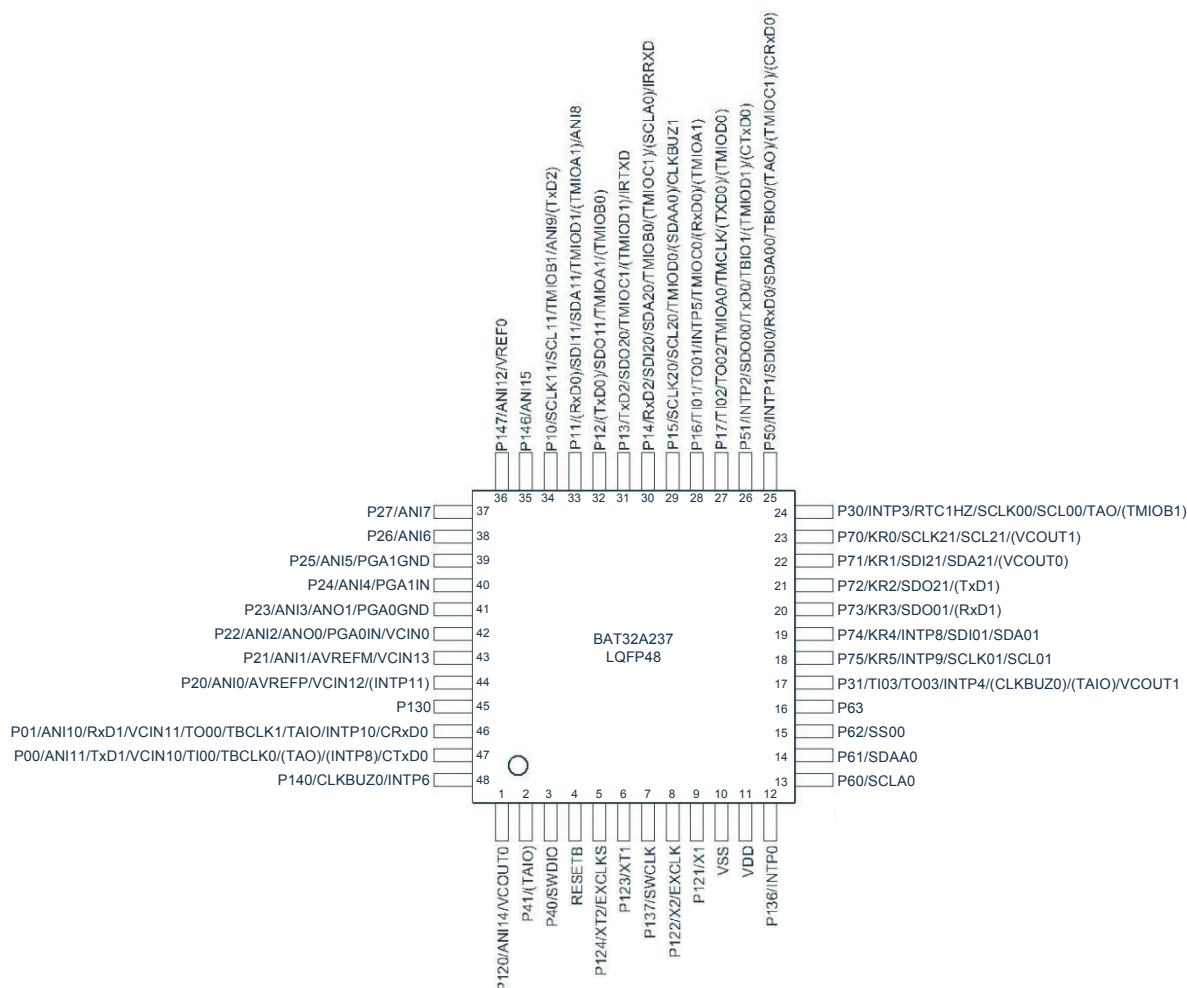 P147/ANI12/VREF0
P146/ANI15
P10/SCLK11/SCL11/TMIOB1/ANI9/(TxD2)
P11/(RxD0)/SDI11/SDA11/TMIOD1/(TMIOA1)/ANI8
P12/(TxD0)/SDO11/TMIOA1/(TMIOB0)
P13/TxD2/SDO20/TMIOC1/(TMIOD1)/IRTXD
P14/RxD2/SDI20/SDA20/TMIOB0/(TMIOC1)/(SCLA0)/IRRXD
P15/SCLK20/SCL20/TMIOD0/(SDAA0)/CLKBUZ1
P16/TI01/TO01/INTP5/TMIOC0/(RxD0)/(TMIOA1)
P17/TI02/TO02/TMIOA0/TMCLK/(TXD0)/(TMIOD0)
P51/INTP2/SDO00/TxD0/TBIO1/(TMIOD1)/(CTxD0)
P50/INTP1/SDI00/RxD0/SDA00/TBIO0/(TAO)/(TMIOC1)/(CRxD0)
36 35 34 33 32 31 30 29 28 27 26 25
P27/ANI7 37
P26/ANI6 38
P25/ANI5/PGA1GND 39
P24/ANI4/PGA1IN 40
P23/ANI3/ANO1/PGA0GND 41
P22/ANI2/ANO0/PGA0IN/VCIN0 42
P21/ANI1/AVREFM/VCIN13 43
P20/ANI0/AVREFP/VCIN12/(INTP11) 44
P130 45
P01/ANI10/RxD1/VCIN11/TO00/TBCLK1/TAIO/INTP10/CRxD0 46
P00/ANI11/TxD1/VCIN10/TI00/TBCLK0/(TAO)/(INTP8)/CTxD0 47
P140/CLKBUZ0/INTP6 48
BAT32A237
LQFP48
24 P30/INTP3/RTC1HZ/SCLK00/SCL00/TAO/(TMIOB1)
23 P70/KR0/SCLK21/SCL21/(VCOUT1)
22 P71/KR1/SDI21/SDA21/(VCOUT0)
21 P72/KR2/SDO21/(TxD1)
20 P73/KR3/SDO01/(RxD1)
19 P74/KR4/INTP8/SDI01/SDA01
18 P75/KR5/INTP9/SCLK01/SCL01
17 P31/TI03/TO03/INTP4/(CLKBUZ0)/(TAIO)/VCOUT1
16 P63
15 P62/SS00
14 P61/SDAA0
13 P60/SCLA0
1 2 3 4 5 6 7 8 9 10 11 12
P120/ANI14/VCOUT0
P41/(TAIO)
P40/SWDIO
RESETB
P124/XT2/EXCLKS
P123/XT1
P137/SWCLK
P122/X2/EXCLK
P121/X1
VSS
VDD
P136/INTP0